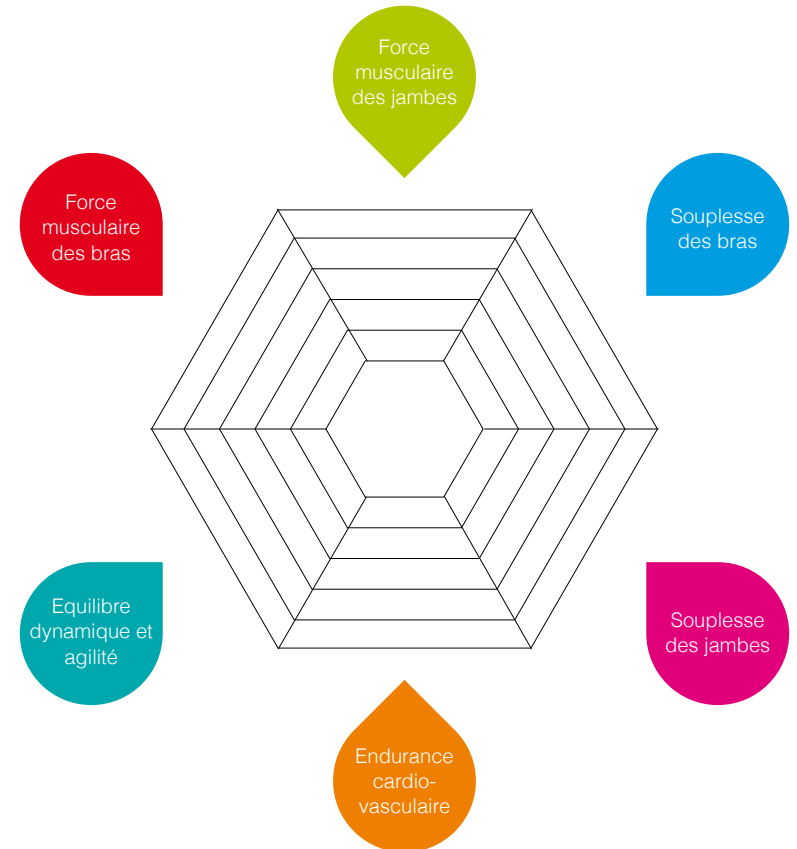 Force
musculaire
des jambes
Force
musculaire
des bras
Souplesse
des bras
Equilibre
dynamique et
agilité
Souplesse
des jambes
Endurance
cardio-
vasculaire